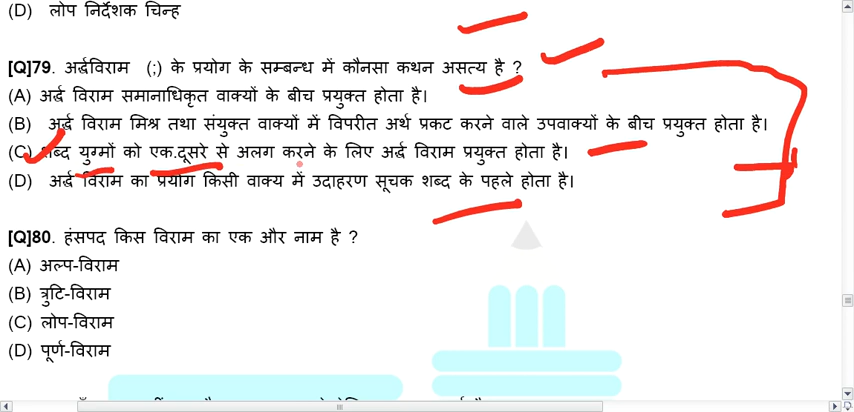 (D) लोप निर्देशक चिन्ह
[Q]79. अर्द्धविराम (;) के प्रयोग के सम्बन्ध में कौनसा कथन असत्य है ?
(A) अर्द्ध विराम समानाधिकृत वाक्यों के बीच प्रयुक्त होता है।
(B) अर्द्ध विराम मिश्र तथा संयुक्त वाक्यों में विपरीत अर्थ प्रकट करने वाले उपवाक्यों के बीच प्रयुक्त होता है।
(C) शब्द युग्मों को एक.दूसरे से अलग करने के लिए अर्द्ध विराम प्रयुक्त होता है।
(D) अर्द्ध विराम का प्रयोग किसी वाक्य में उदाहरण सूचक शब्द के पहले होता है।
[Q]80. हंसपद किस विराम का एक और नाम है ?
(A) अल्प-विराम
(B) त्रुटि-विराम
(C) लोप-विराम
(D) पूर्ण-विराम